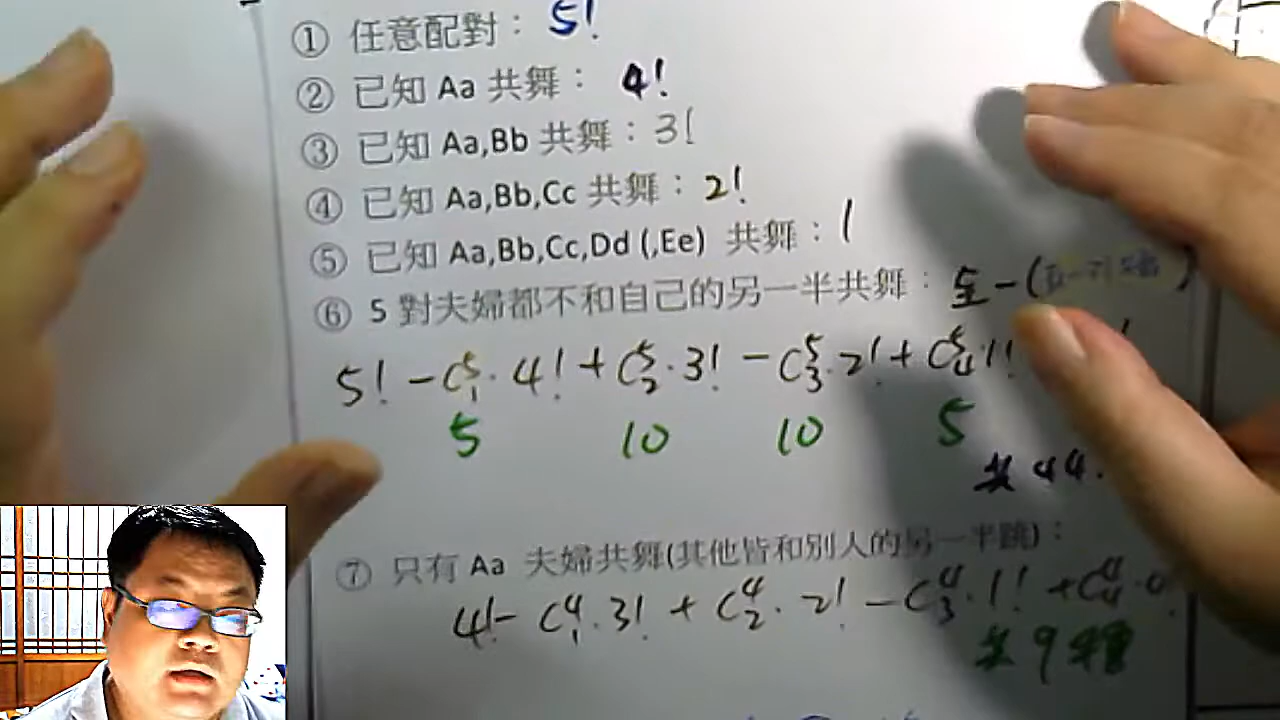 ① 任意配對： 5!
② 已知 Aa 共舞： 4!
③ 已知 Aa,Bb 共舞：3!
④ 已知 Aa,Bb,Cc 共舞：2!
⑤ 已知 Aa,Bb,Cc,Dd (,Ee) 共舞：1
⑥ 5 對夫婦都不和自己的另一半共舞：全-(
5! - C⁵₁·4! + C⁵₂·3! - C⁵₃·2! + C⁵₄·1!
5 10 10 5
共 44.
⑦ 只有 Aa 夫婦共舞(其他皆和別人的另一半跳)：
4! - C⁴₁·3! + C⁴₂·2! - C⁴₃·1! + C⁴₄·0
共 9 種